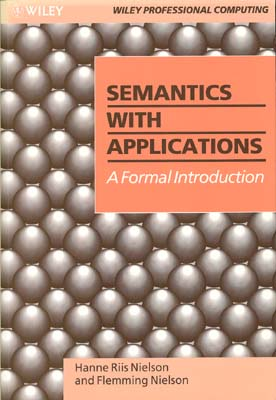 WILEY
WILEY PROFESSIONAL COMPUTING
SEMANTICS
WITH
APPLICATIONS
A Formal Introduction
Hanne Riis Nielson
and Flemming Nielson